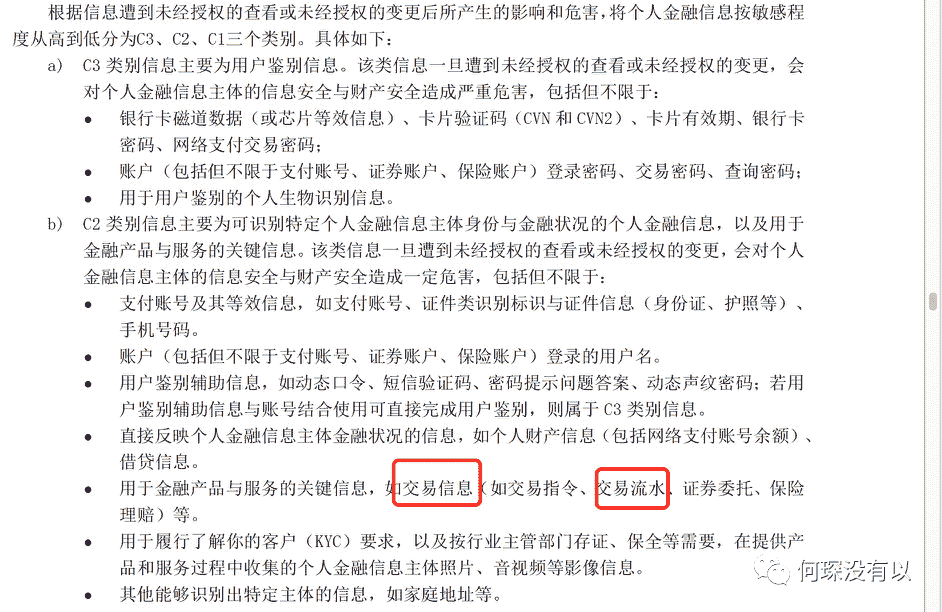 根据信息遭到未经授权的查看或未经授权的变更后所产生的影响和危害，将个人金融信息按敏感程
度从高到低分为C3、C2、C1三个类别。具体如下：
a) C3 类别信息主要为用户鉴别信息。该类信息一旦遭到未经授权的查看或未经授权的变更，会
对个人金融信息主体的信息安全与财产安全造成严重危害，包括但不限于：
● 银行卡磁道数据（或芯片等效信息）、卡片验证码（CVN 和 CVN2）、卡片有效期、银行卡
密码、网络支付交易密码；
● 账户（包括但不限于支付账号、证券账户、保险账户）登录密码、交易密码、查询密码；
● 用于用户鉴别的个人生物识别信息。
b) C2 类别信息主要为可识别特定个人金融信息主体身份与金融状况的个人金融信息，以及用于
金融产品与服务的关键信息。该类信息一旦遭到未经授权的查看或未经授权的变更，会对个人
金融信息主体的信息安全与财产安全造成一定危害，包括但不限于：
● 支付账号及其等效信息，如支付账号、证件类识别标识与证件信息（身份证、护照等）、
手机号码。
● 账户（包括但不限于支付账号、证券账户、保险账户）登录的用户名。
● 用户鉴别辅助信息，如动态口令、短信验证码、密码提示问题答案、动态声纹密码；若用
户鉴别辅助信息与账号结合使用可直接完成用户鉴别，则属于 C3 类别信息。
● 直接反映个人金融信息主体金融状况的信息，如个人财产信息（包括网络支付账号余额）、
借贷信息。
● 用于金融产品与服务的关键信息，如交易信息（如交易指令、交易流水、证券委托、保险
理赔）等。
● 用于履行了解你的客户（KYC）要求，以及按行业主管部门存证、保全等需要，在提供产
品和服务过程中收集的个人金融信息主体照片、音视频等影像信息。
● 其他能够识别出特定主体的信息，如家庭地址等。
何琛没有以